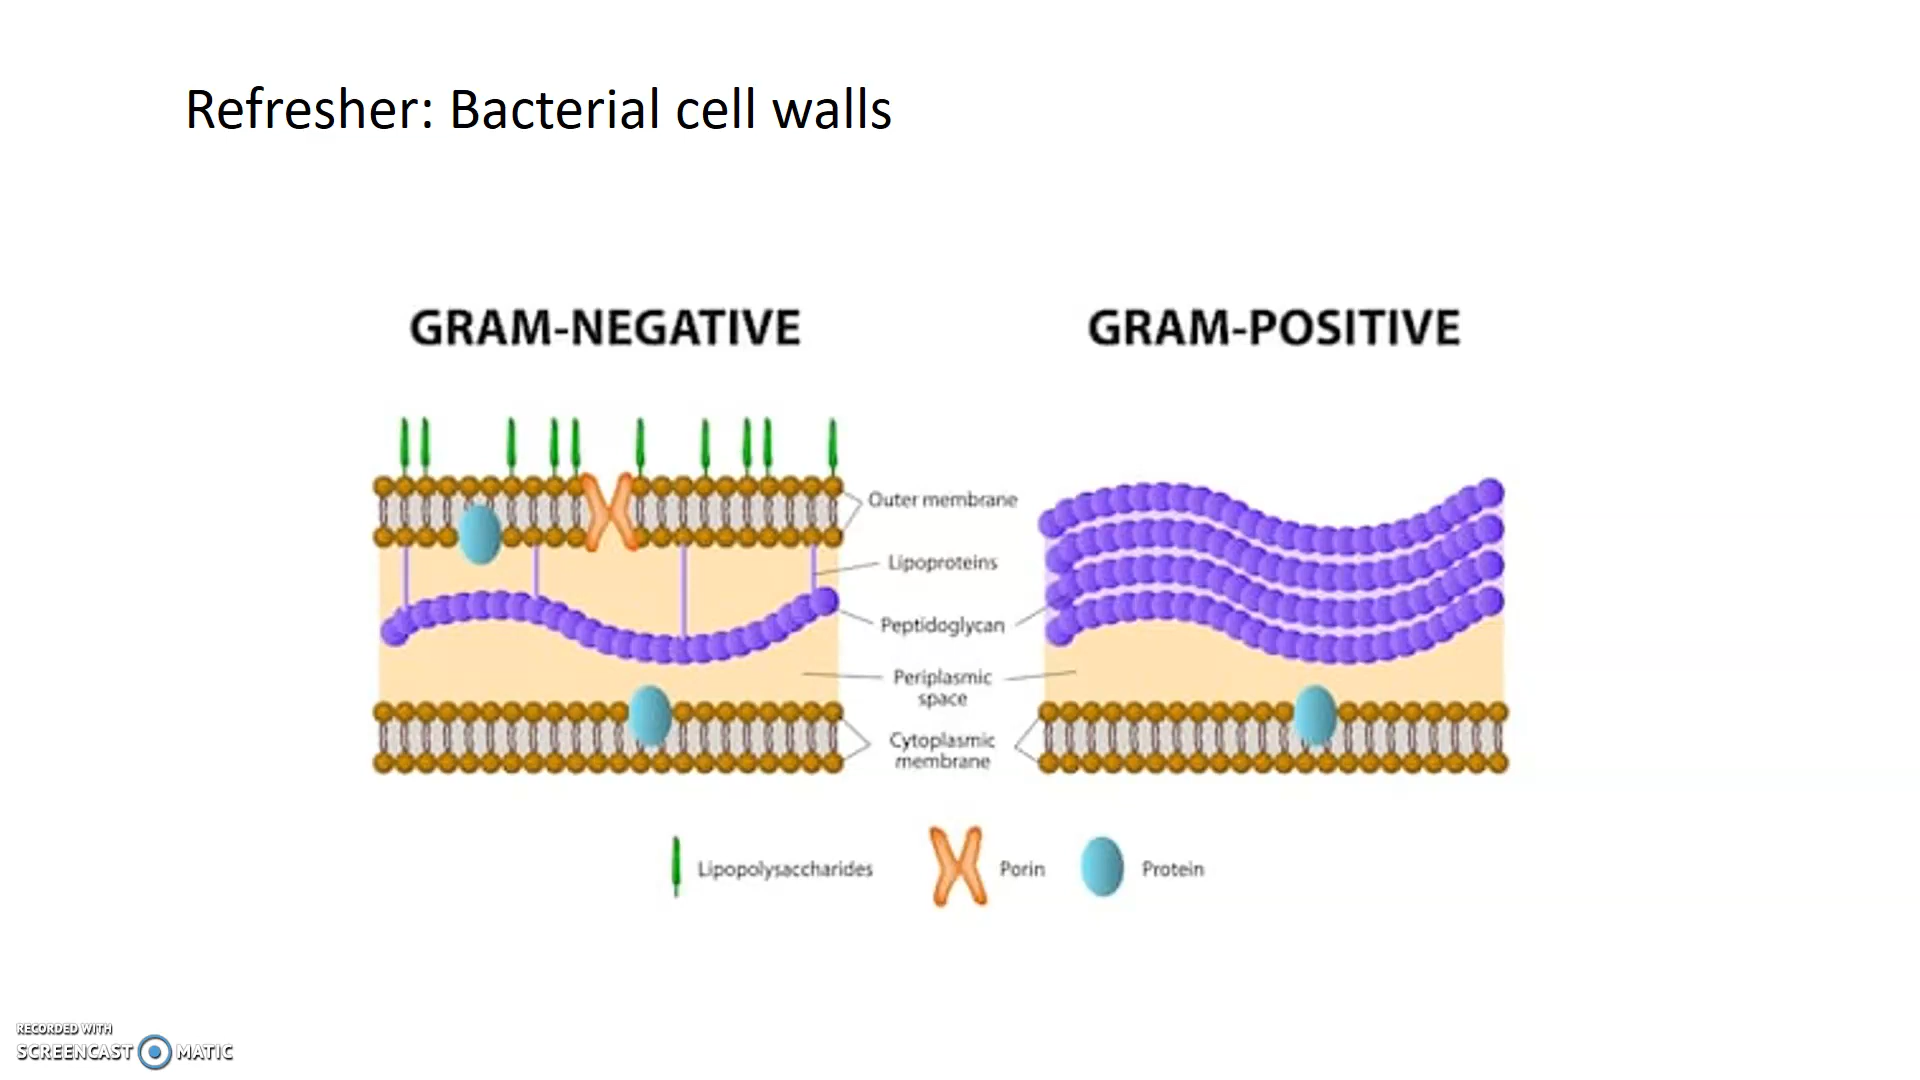 Refresher: Bacterial cell walls
GRAM-NEGATIVE
GRAM-POSITIVE
Outer membrane
Lipoproteins
Peptidoglycan
Periplasmic
space
Cytoplasmic
membrane
Lipopolysaccharides
Porin
Protein
RECORDED WITH
SCREENCAST MATIC